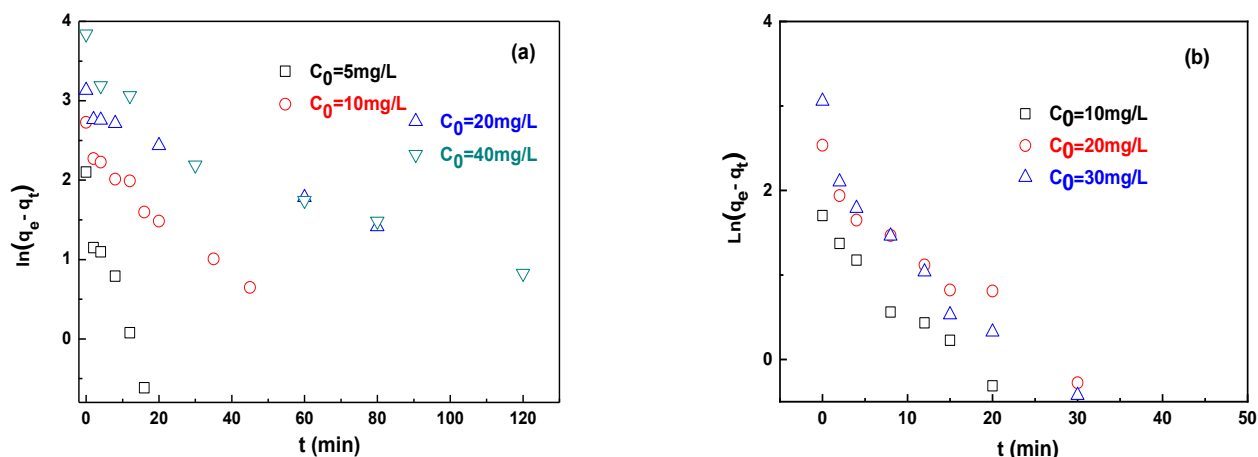 (a)
C₀=5mg/L
C₀=10mg/L
C₀=20mg/L
C₀=40mg/L
ln(qₑ - qₜ)
4
3
2
1
0
0 20 40 60 80 100 120
t (min)
(b)
C₀=10mg/L
C₀=20mg/L
C₀=30mg/L
Ln(qₑ - qₜ)
4
2
0
0 10 20 30 40 50
t (min)